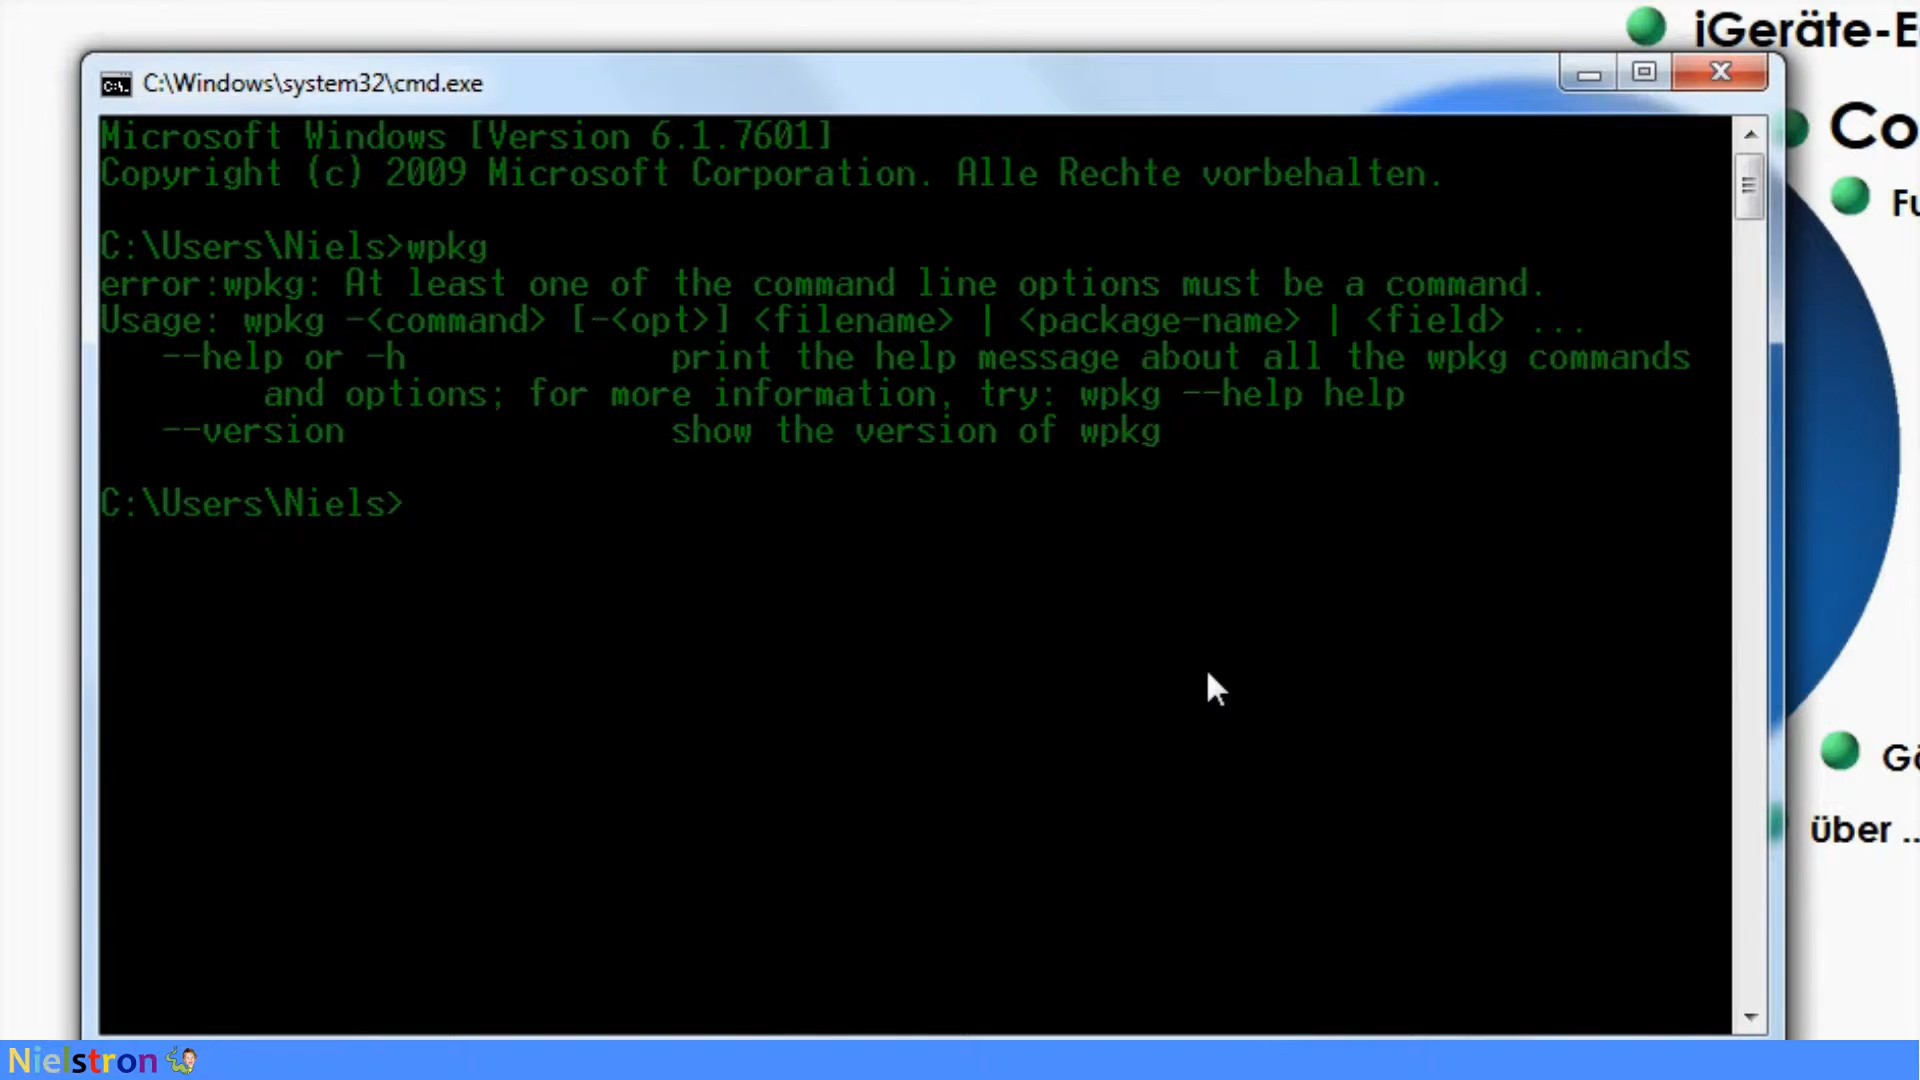 iGeräte-E
C:\Windows\system32\cmd.exe
Microsoft Windows [Version 6.1.7601]
Copyright (c) 2009 Microsoft Corporation. Alle Rechte vorbehalten.
Co
Fu
C:\Users\Niels>wpkg
error:wpkg: At least one of the command line options must be a command.
Usage: wpkg -<command> [-<opt>] <filename> | <package-name> | <field> ...
--help or -h print the help message about all the wpkg commands
and options; for more information, try: wpkg --help help
--version show the version of wpkg
C:\Users\Niels>
über ..
Nielstron